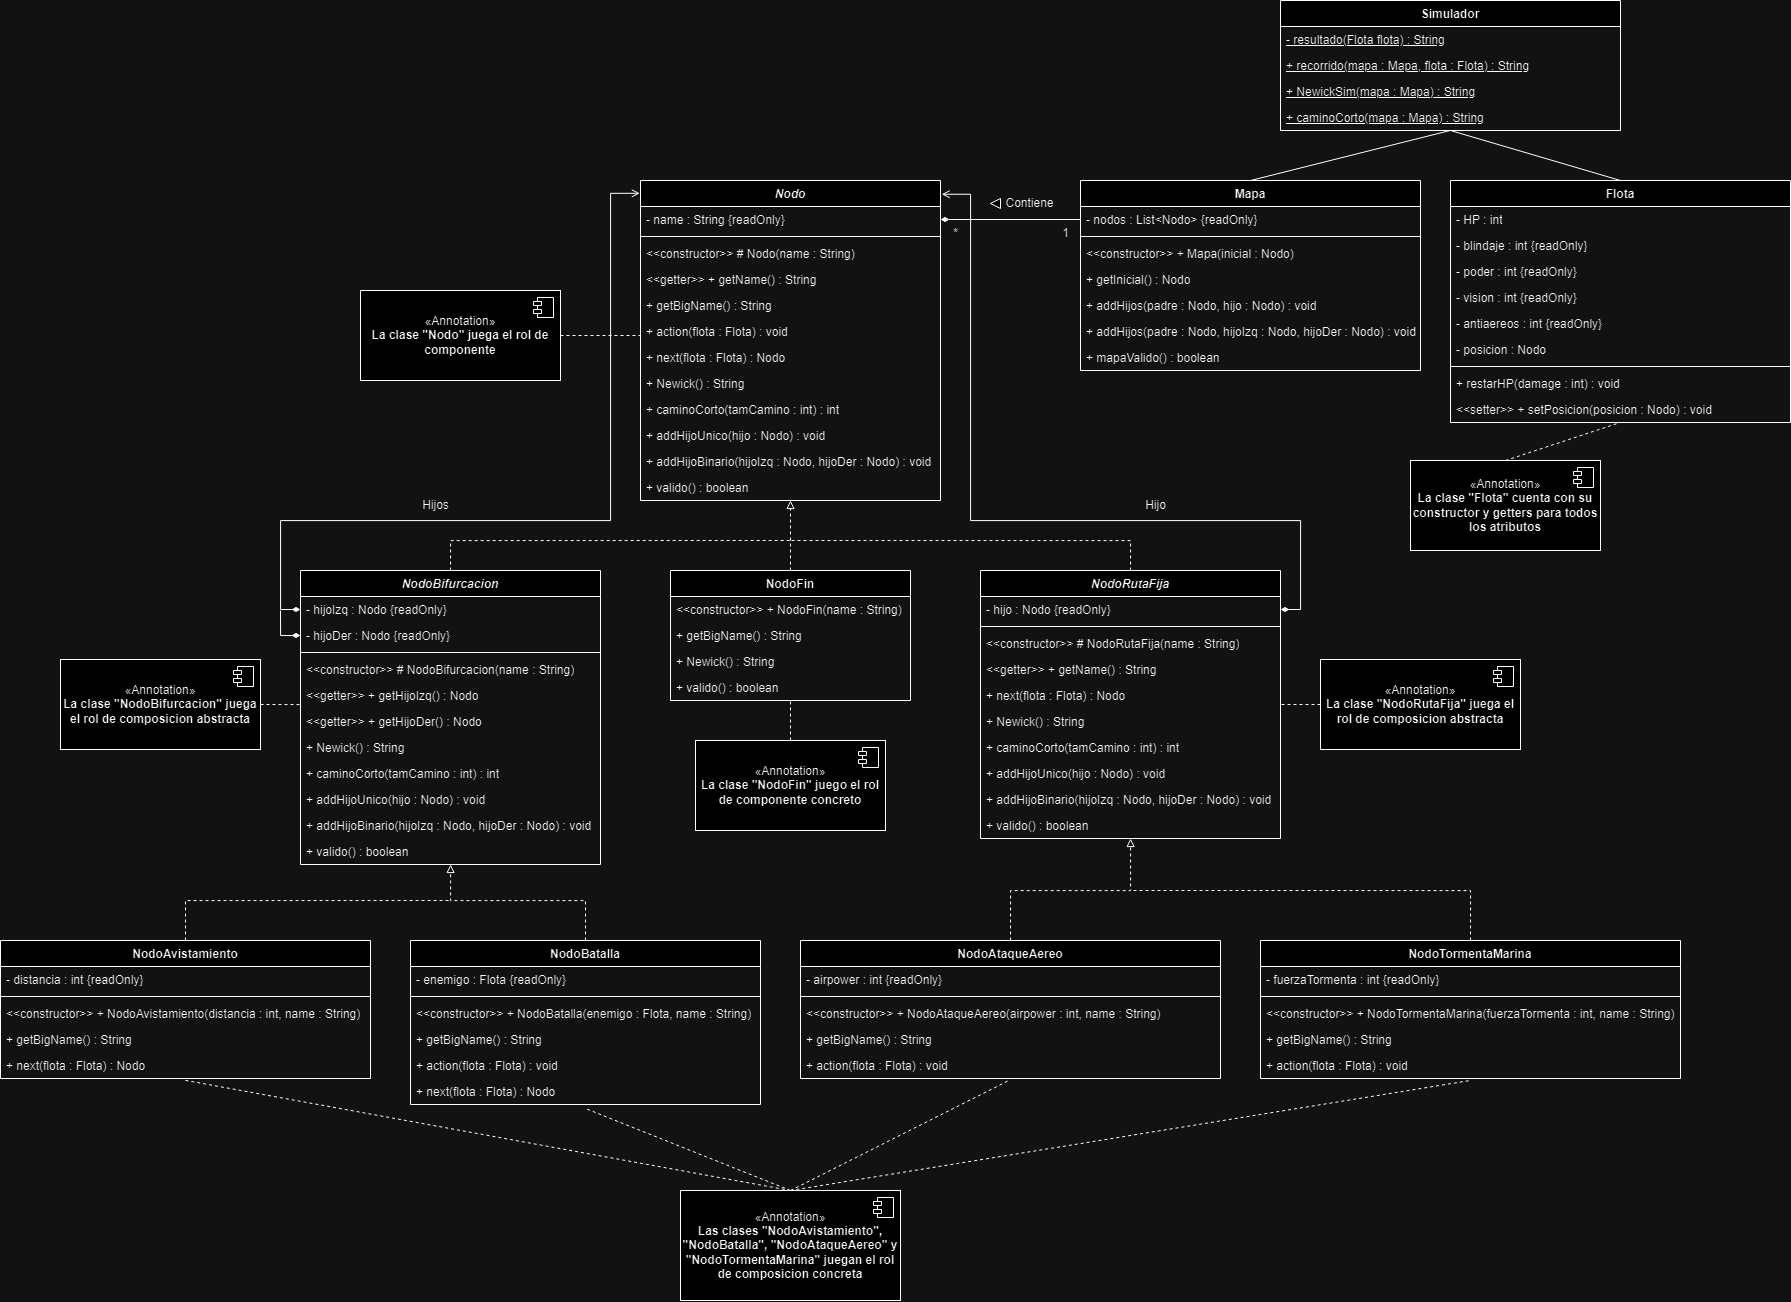 Simulador
- resultado(Flota flota) : String
+ recorrido(mapa : Mapa, flota : Flota) : String
+ NewickSim(mapa : Mapa) : String
+ caminoCorto(mapa : Mapa) : String
Nodo
- name : String {readOnly}
<<constructor>> # Nodo(name : String)
<<getter>> + getName() : String
+ getBigName() : String
+ action(flota : Flota) : void
+ next(flota : Flota) : Nodo
+ Newick() : String
+ caminoCorto(tamCamino : int) : int
+ addHijoUnico(hijo : Nodo) : void
+ addHijoBinario(hijoIzq : Nodo, hijoDer : Nodo) : void
+ valido() : boolean
Contiene
*
1
Mapa
- nodos : List<Nodo> {readOnly}
<<constructor>> + Mapa(inicial : Nodo)
+ getInicial() : Nodo
+ addHijos(padre : Nodo, hijo : Nodo) : void
+ addHijos(padre : Nodo, hijoIzq : Nodo, hijoDer : Nodo) : void
+ mapaValido() : boolean
Flota
- HP : int
- blindaje : int {readOnly}
- poder : int {readOnly}
- vision : int {readOnly}
- antiaereos : int {readOnly}
- posicion : Nodo
+ restarHP(damage : int) : void
<<setter>> + setPosicion(posicion : Nodo) : void
«Annotation»
La clase "Nodo" juega el rol de
componente
«Annotation»
La clase "Flota" cuenta con su
constructor y getters para todos
los atributos
Hijos
Hijo
NodoBifurcacion
- hijoIzq : Nodo {readOnly}
- hijoDer : Nodo {readOnly}
<<constructor>> # NodoBifurcacion(name : String)
<<getter>> + getHijoIzq() : Nodo
<<getter>> + getHijoDer() : Nodo
+ Newick() : String
+ caminoCorto(tamCamino : int) : int
+ addHijoUnico(hijo : Nodo) : void
+ addHijoBinario(hijoIzq : Nodo, hijoDer : Nodo) : void
+ valido() : boolean
NodoFin
<<constructor>> + NodoFin(name : String)
+ getBigName() : String
+ Newick() : String
+ valido() : boolean
NodoRutaFija
- hijo : Nodo {readOnly}
<<constructor>> # NodoRutaFija(name : String)
<<getter>> + getName() : String
+ next(flota : Flota) : Nodo
+ Newick() : String
+ caminoCorto(tamCamino : int) : int
+ addHijoUnico(hijo : Nodo) : void
+ addHijoBinario(hijoIzq : Nodo, hijoDer : Nodo) : void
+ valido() : boolean
«Annotation»
La clase "NodoBifurcacion" juega
el rol de composicion abstracta
«Annotation»
La clase "NodoFin" juego el rol
de componente concreto
«Annotation»
La clase "NodoRutaFija" juega el
rol de composicion abstracta
NodoAvistamiento
- distancia : int {readOnly}
<<constructor>> + NodoAvistamiento(distancia : int, name : String)
+ getBigName() : String
+ next(flota : Flota) : Nodo
NodoBatalla
- enemigo : Flota {readOnly}
<<constructor>> + NodoBatalla(enemigo : Flota, name : String)
+ getBigName() : String
+ action(flota : Flota) : void
+ next(flota : Flota) : Nodo
NodoAtaqueAereo
- airpower : int {readOnly}
<<constructor>> + NodoAtaqueAereo(airpower : int, name : String)
+ getBigName() : String
+ action(flota : Flota) : void
NodoTormentaMarina
- fuerzaTormenta : int {readOnly}
<<constructor>> + NodoTormentaMarina(fuerzaTormenta : int, name : String)
+ getBigName() : String
+ action(flota : Flota) : void
«Annotation»
Las clases "NodoAvistamiento",
"NodoBatalla", "NodoAtaqueAereo" y
"NodoTormentaMarina" juegan el rol
de composicion concreta